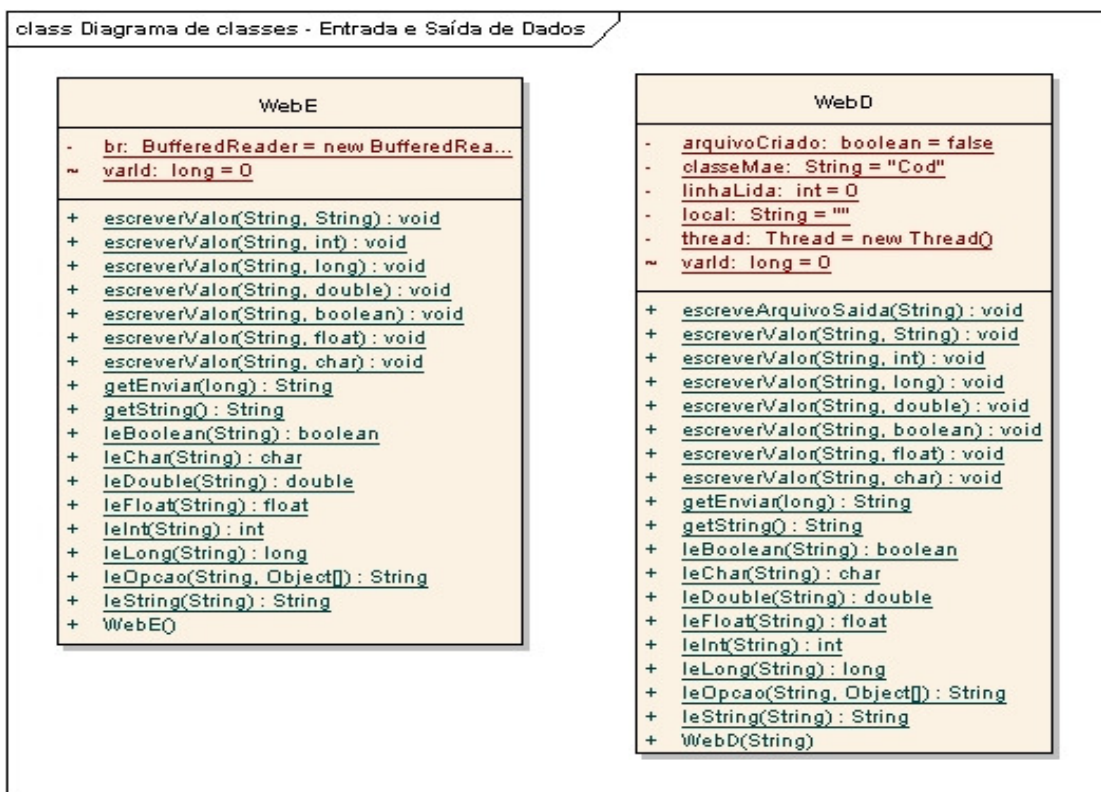 class Diagrama de classes - Entrada e Saída de Dados
WebE
- br: BufferedReader = new BufferedRea...
~ varId: long = 0
+ escreverValor(String, String) : void
+ escreverValor(String, int) : void
+ escreverValor(String, long) : void
+ escreverValor(String, double) : void
+ escreverValor(String, boolean) : void
+ escreverValor(String, float) : void
+ escreverValor(String, char) : void
+ getEnviar(long) : String
+ getString() : String
+ leBoolean(String) : boolean
+ leChar(String) : char
+ leDouble(String) : double
+ leFloat(String) : float
+ leInt(String) : int
+ leLong(String) : long
+ leOpcao(String, Object[]) : String
+ leString(String) : String
+ WebE()
WebD
- arquivoCriado: boolean = false
- classeMae: String = "Cod"
- linhaLida: int = 0
- local: String = ""
- thread: Thread = new Thread()
~ varId: long = 0
+ escreveArquivoSaida(String) : void
+ escreverValor(String, String) : void
+ escreverValor(String, int) : void
+ escreverValor(String, long) : void
+ escreverValor(String, double) : void
+ escreverValor(String, boolean) : void
+ escreverValor(String, float) : void
+ escreverValor(String, char) : void
+ getEnviar(long) : String
+ getString() : String
+ leBoolean(String) : boolean
+ leChar(String) : char
+ leDouble(String) : double
+ leFloat(String) : float
+ leInt(String) : int
+ leLong(String) : long
+ leOpcao(String, Object[]) : String
+ leString(String) : String
+ WebD(String)